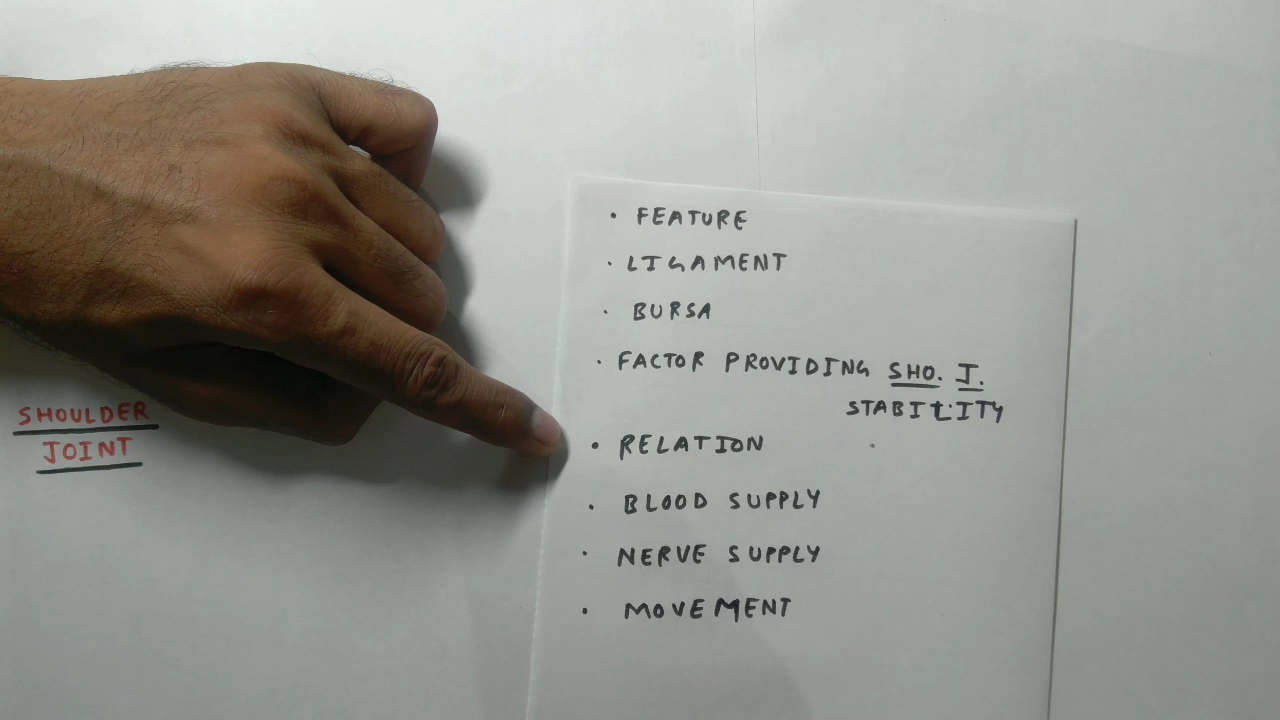 SHOULDER
JOINT
• FEATURE
• LIGAMENT
• BURSA
• FACTOR PROVIDING SHO. J.
STABILITY
• RELATION
• BLOOD SUPPLY
• NERVE SUPPLY
• MOVEMENT